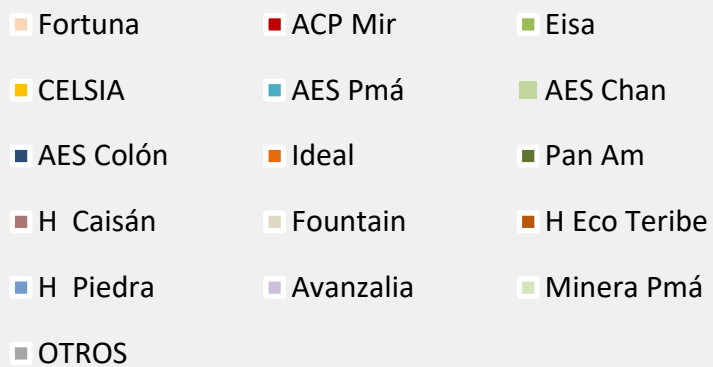 Fortuna ACP Mir Eisa
CELSIA AES Pmá AES Chan
AES Colón Ideal Pan Am
H Caisán Fountain H Eco Teribe
H Piedra Avanzalia Minera Pmá
OTROS